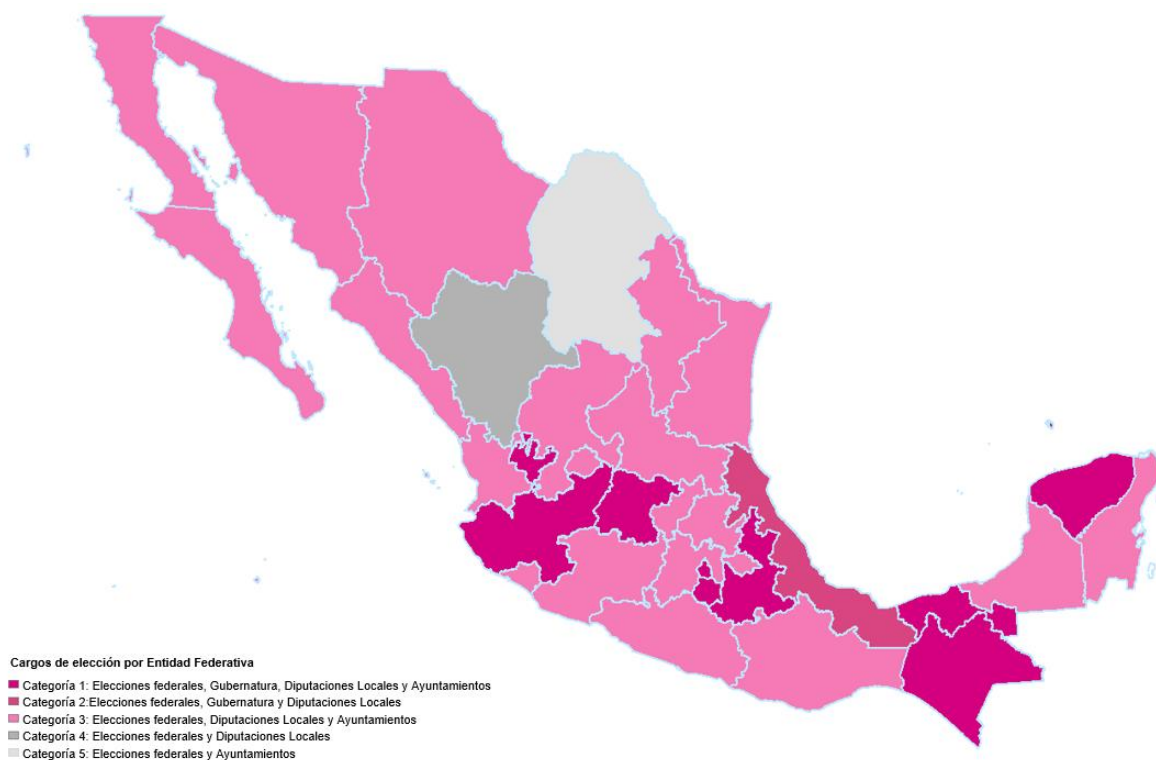 Cargos de elección por Entidad Federativa
Categoría 1: Elecciones federales, Gubernatura, Diputaciones Locales y Ayuntamientos
Categoría 2:Elecciones federales, Gubernatura y Diputaciones Locales
Categoría 3: Elecciones federales, Diputaciones Locales y Ayuntamientos
Categoría 4: Elecciones federales y Diputaciones Locales
Categoría 5: Elecciones federales y Ayuntamientos